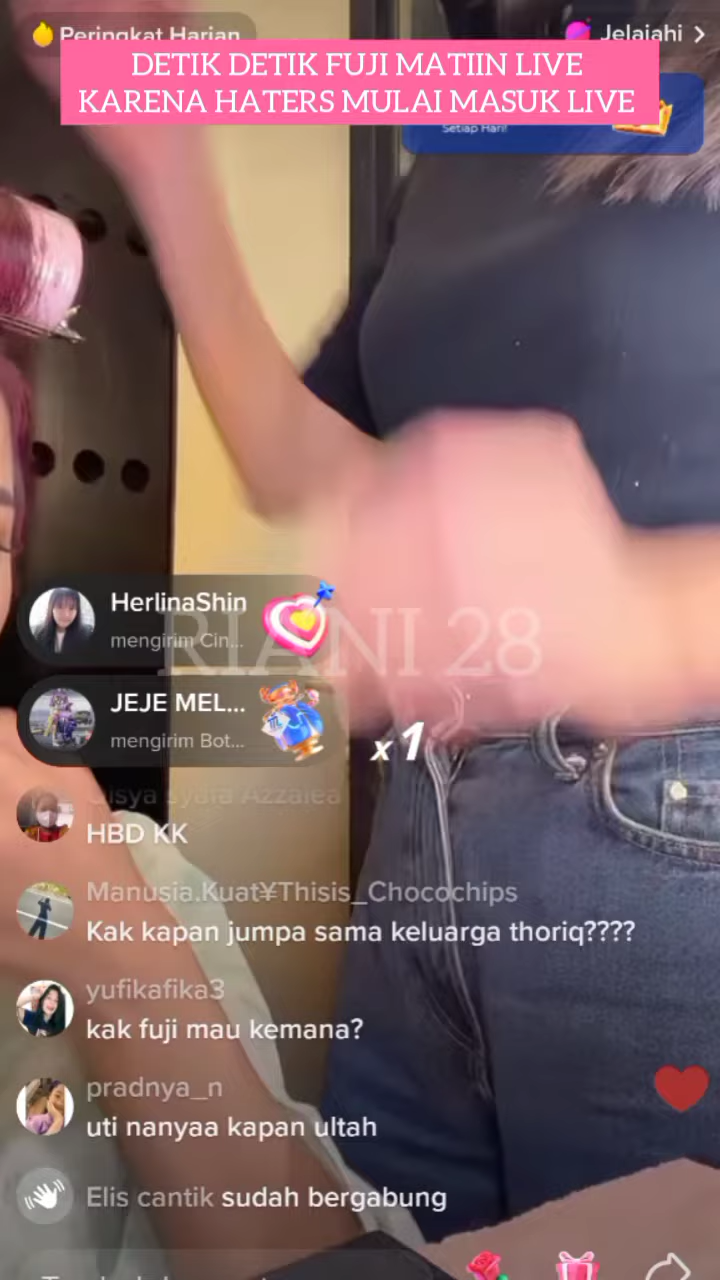 Peringkat Harian
Jelajahi
DETIK DETIK FUJI MATIIN LIVE
KARENA HATERS MULAI MASUK LIVE
Setiap Hari!
HerlinaShin
mengirim Cin...
RIANI 28
JEJE MEL...
mengirim Bot...
x1
syafa Azzalea
HBD KK
Manusia.Kuat¥Thisis_Chocochips
Kak kapan jumpa sama keluarga thoriq????
yufikafika3
kak fuji mau kemana?
pradnya_n
uti nanyaa kapan ultah
Elis cantik sudah bergabung